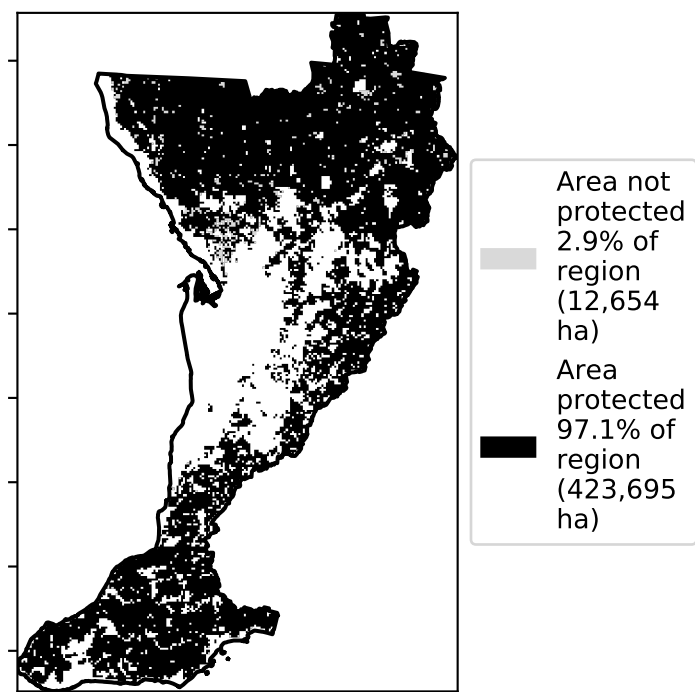 Area not
protected
2.9% of
region
(12,654
ha)
Area
protected
97.1% of
region
(423,695
ha)